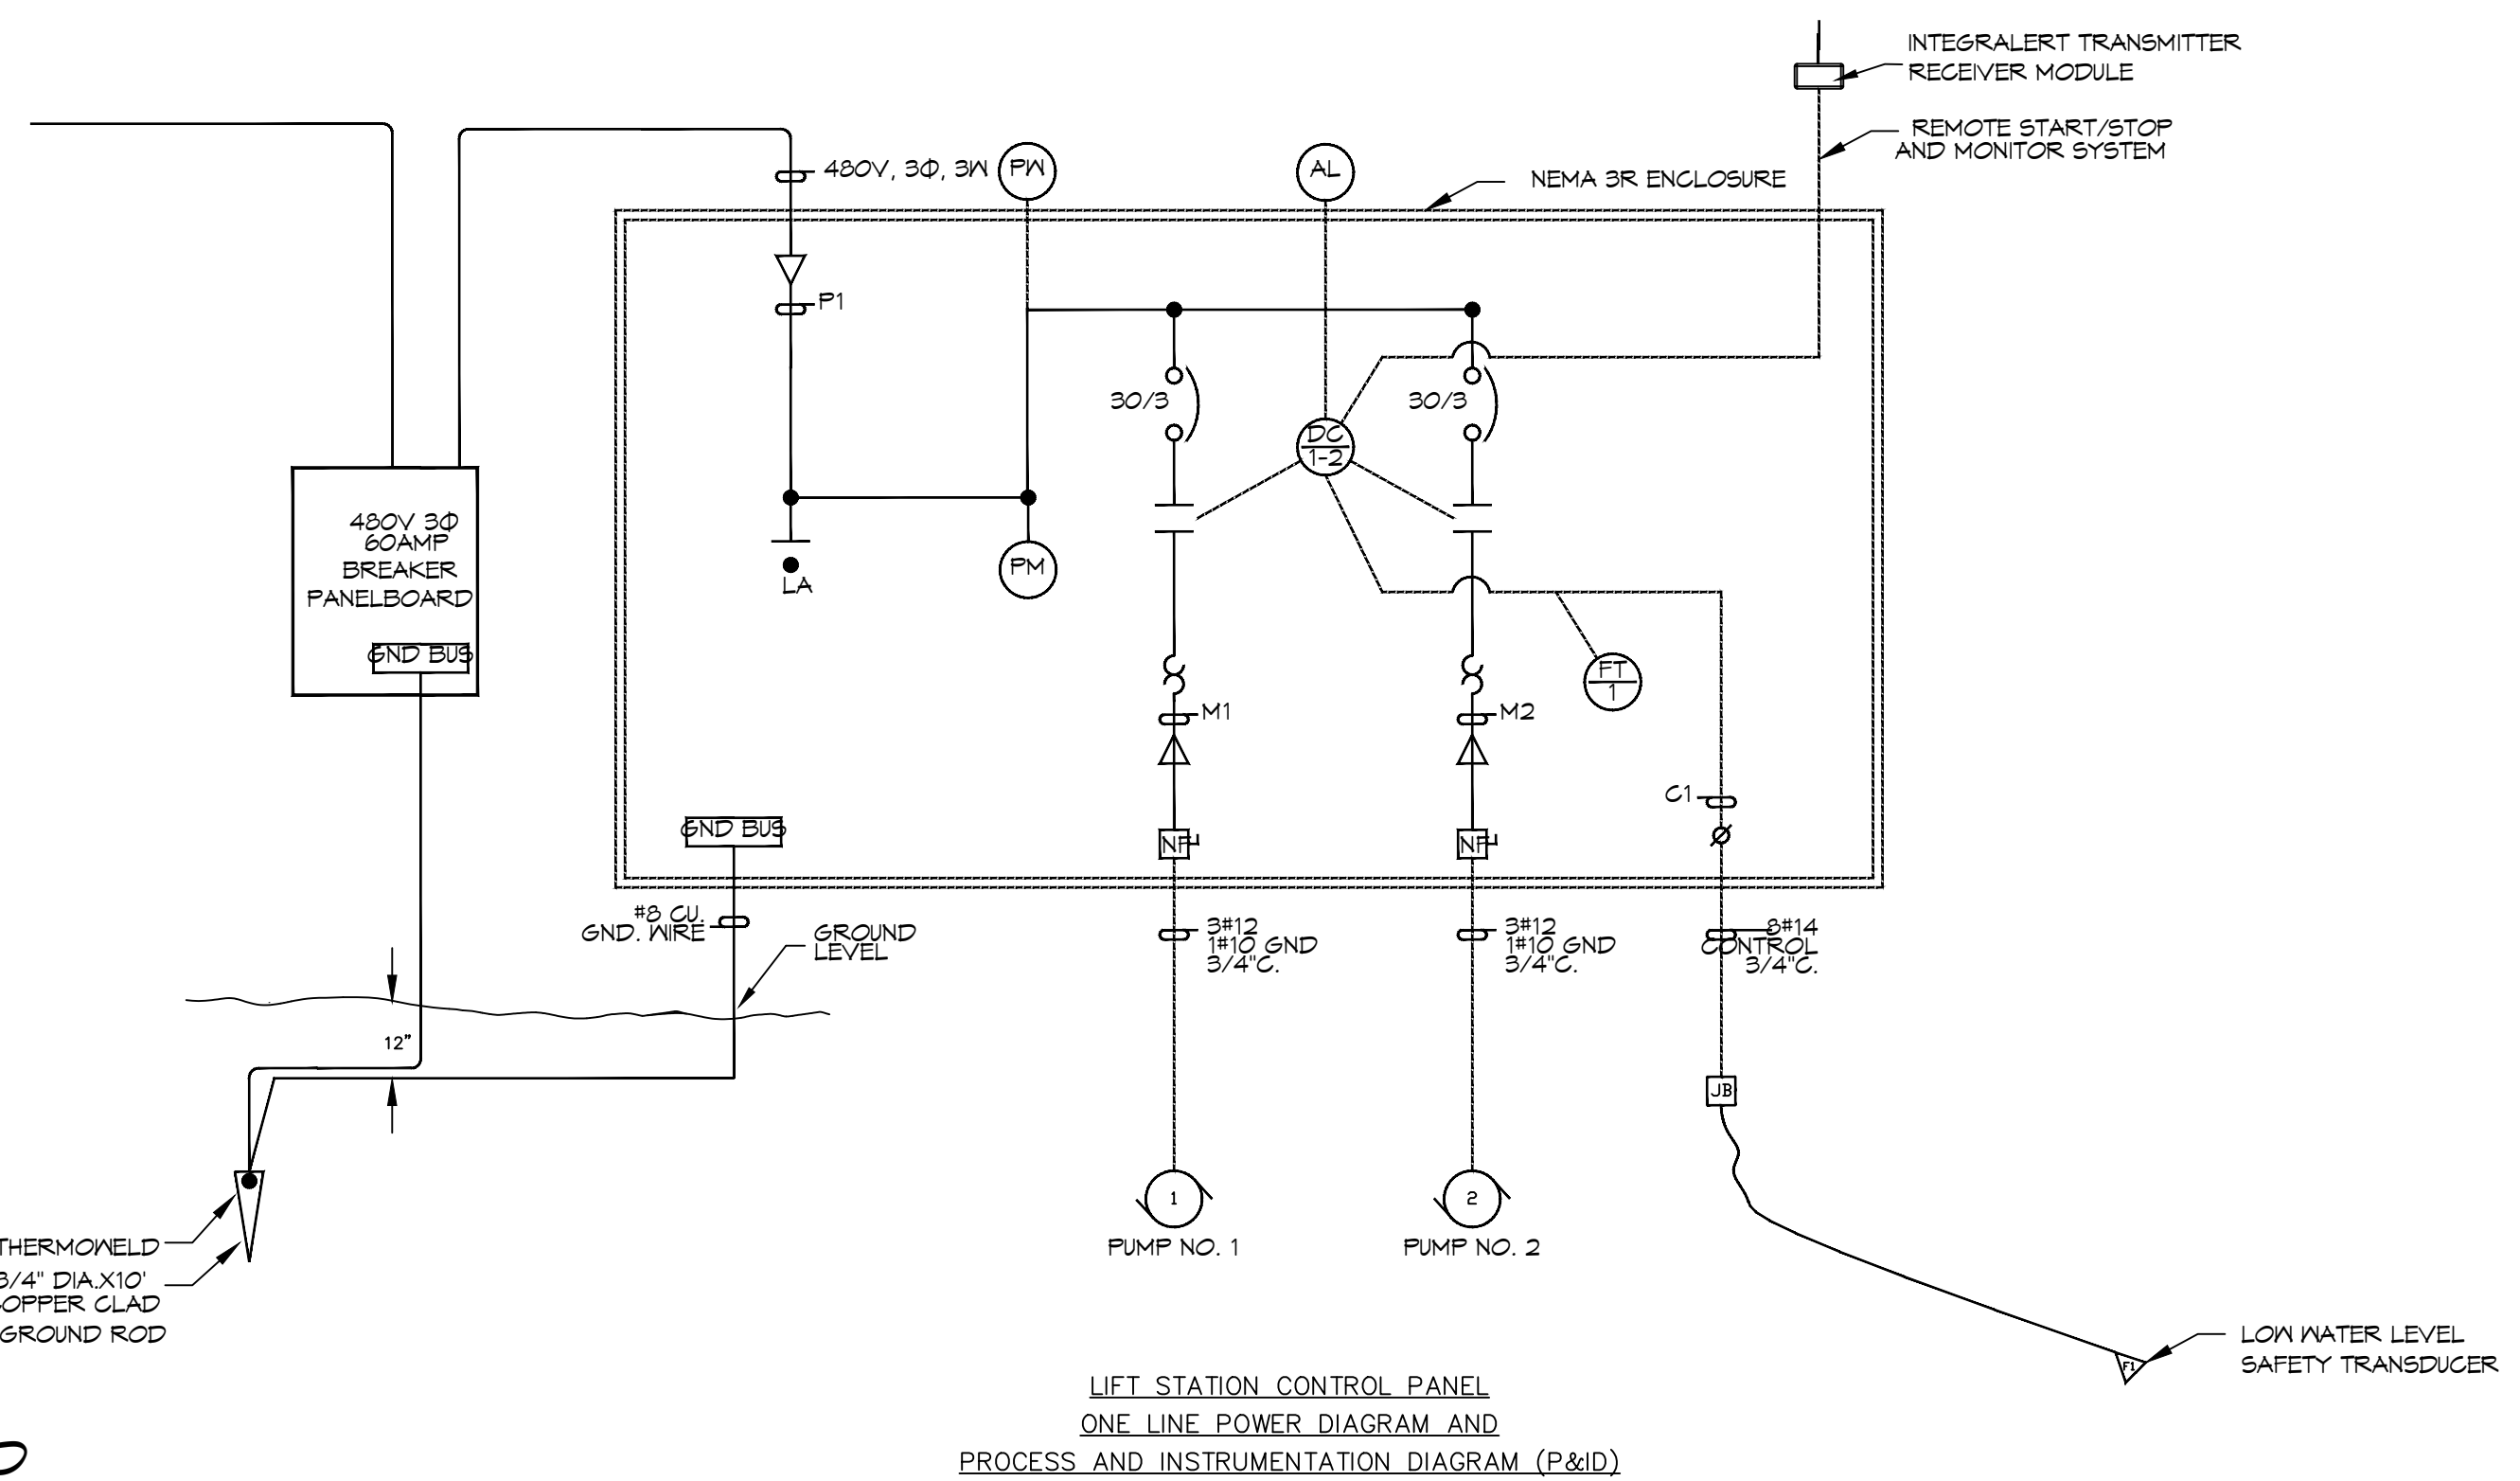 INTEGRALERT TRANSMITTER
RECEIVER MODULE
REMOTE START/STOP
AND MONITOR SYSTEM
NEMA 3R ENCLOSURE
480V, 3Φ, 3W
PW
AL
P1
30/3
30/3
DC
1-2
480V 3Φ
60AMP
BREAKER
PANELBOARD
GND BUS
LA
PM
FT
1
M1
M2
C1
GND BUS
NF
NF
#8 CU.
GND. WIRE
GROUND
LEVEL
3#12
1#10 GND
3/4"C.
3#12
1#10 GND
3/4"C.
8#14
CONTROL
3/4"C.
12"
JB
1
2
PUMP NO. 1
PUMP NO. 2
THERMOWELD
3/4" DIA.X10'
COPPER CLAD
GROUND ROD
F1
LOW WATER LEVEL
SAFETY TRANSDUCER
LIFT STATION CONTROL PANEL
ONE LINE POWER DIAGRAM AND
PROCESS AND INSTRUMENTATION DIAGRAM (P&ID)